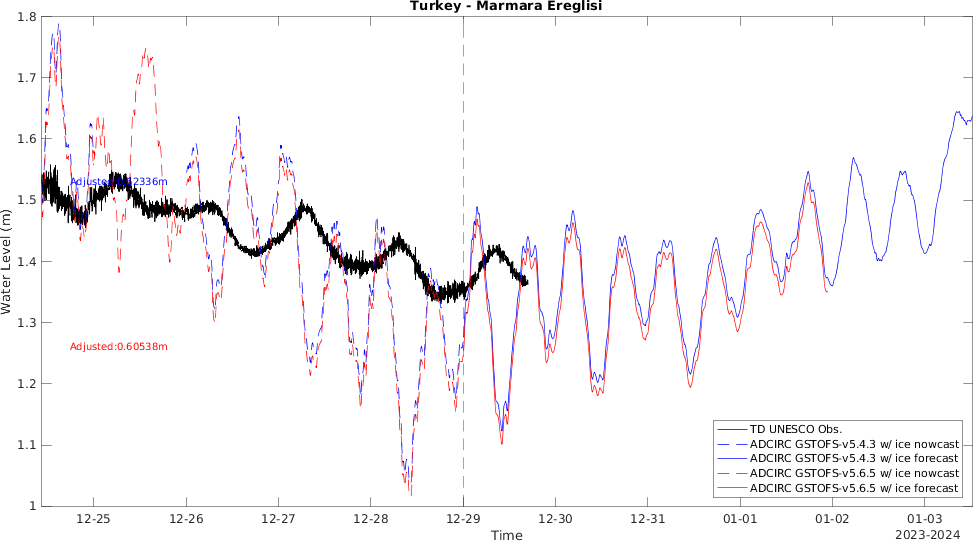 Turkey - Marmara Ereglisi
1.8
1.7
1.6
1.5
1.4
1.3
1.2
1.1
1
Water Level (m)
Adjusted:0.62336m
Adjusted:0.60538m
TD UNESCO Obs.
ADCIRC GSTOFS-v5.4.3 w/ ice nowcast
ADCIRC GSTOFS-v5.4.3 w/ ice forecast
ADCIRC GSTOFS-v5.6.5 w/ ice nowcast
ADCIRC GSTOFS-v5.6.5 w/ ice forecast
12-25 12-26 12-27 12-28 12-29 12-30 12-31 01-01 01-02 01-03
Time
2023-2024